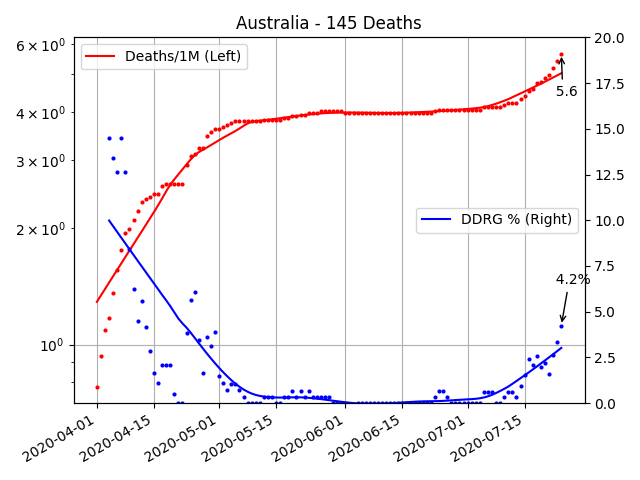 Australia - 145 Deaths
6 × 10⁰
4 × 10⁰
3 × 10⁰
2 × 10⁰
10⁰
Deaths/1M (Left)
5.6
DDRG % (Right)
4.2%
20.0
17.5
15.0
12.5
10.0
7.5
5.0
2.5
0.0
2020-04-01
2020-04-15
2020-05-01
2020-05-15
2020-06-01
2020-06-15
2020-07-01
2020-07-15